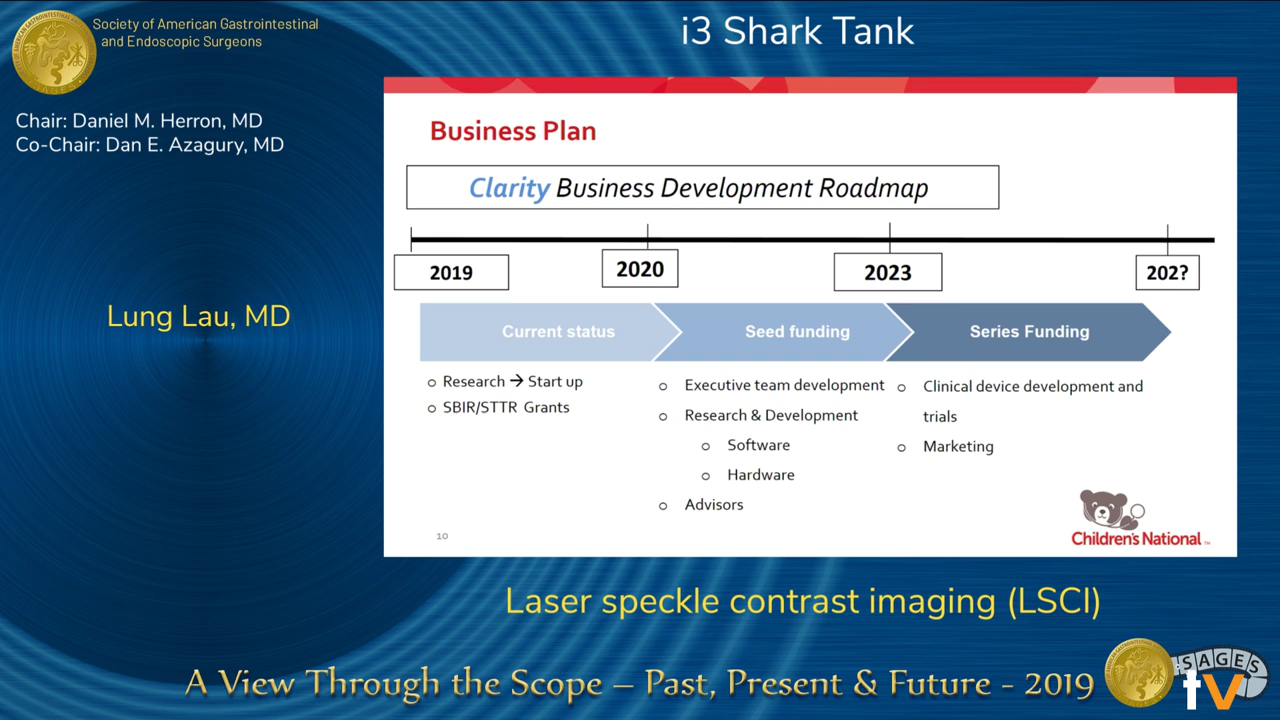 Society of American Gastrointestinal
and Endoscopic Surgeons
i3 Shark Tank
Chair: Daniel M. Herron, MD
Co-Chair: Dan E. Azagury, MD
Lung Lau, MD
Business Plan
Clarity Business Development Roadmap
2019
2020
2023
202?
Current status
Seed funding
Series Funding
o Research → Start up
o SBIR/STTR Grants
o Executive team development
o Research & Development
o Software
o Hardware
o Advisors
o Clinical device development and
trials
o Marketing
10
Children's National ™
Laser speckle contrast imaging (LSCI)
A View Through the Scope – Past, Present & Future - 2019
SAGES
tv